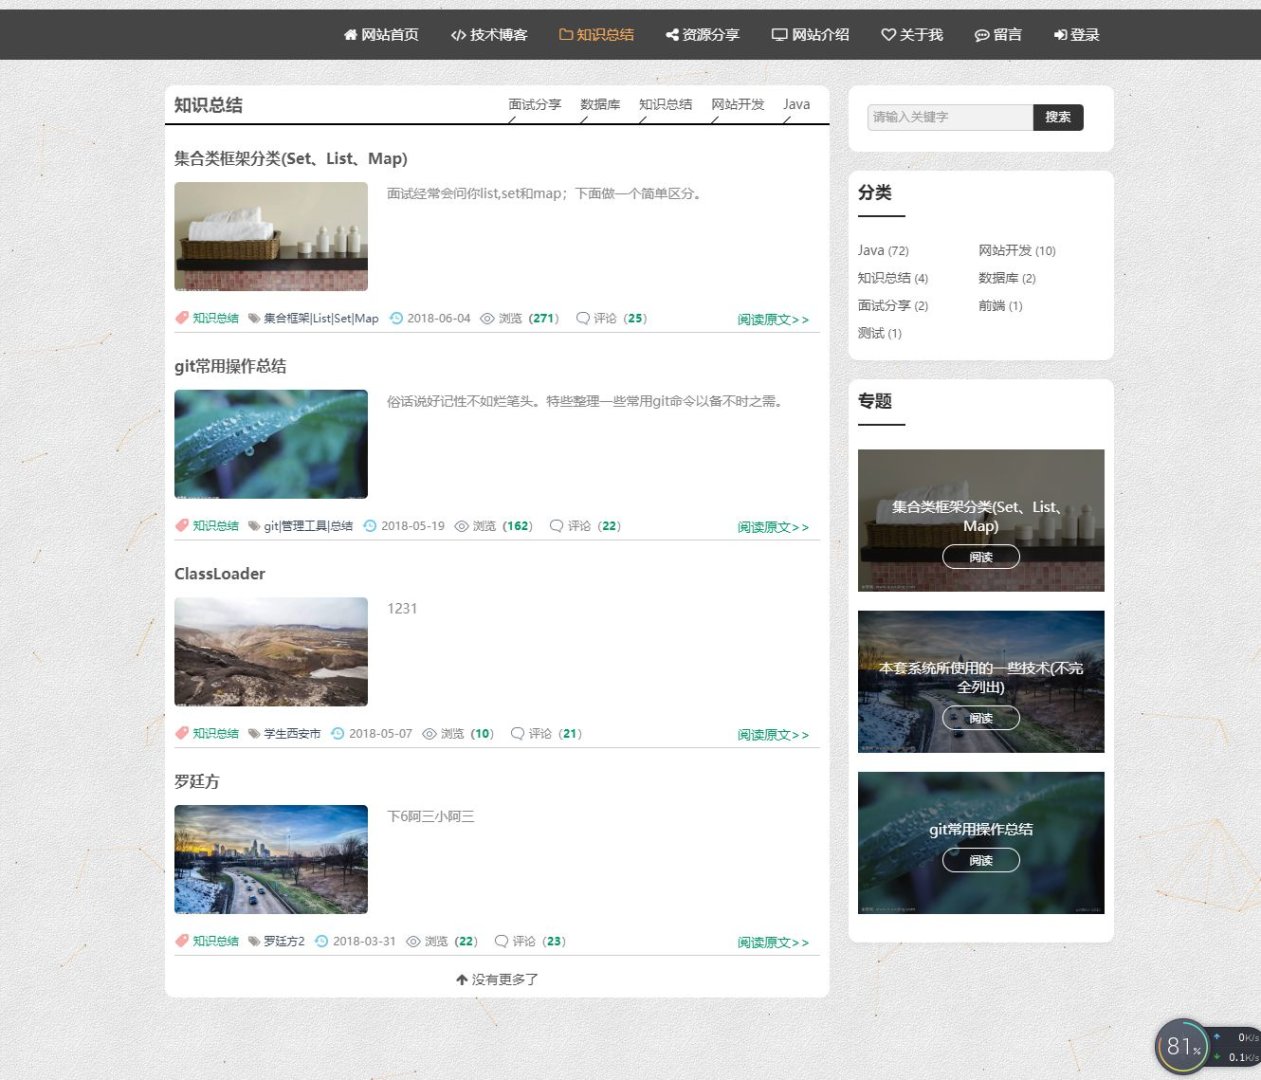 网站首页 技术博客 知识总结 资源分享 网站介绍 关于我 留言 登录
知识总结 面试分享 数据库 知识总结 网站开发 Java
集合类框架分类(Set、List、Map)
面试经常会问你list,set和map；下面做一个简单区分。
知识总结 集合框架|List|Set|Map 2018-06-04 浏览（271） 评论（25） 阅读原文>>
git常用操作总结
俗话说好记性不如烂笔头。特些整理一些常用git命令以备不时之需。
知识总结 git|管理工具|总结 2018-05-19 浏览（162） 评论（22） 阅读原文>>
ClassLoader
1231
知识总结 学生西安市 2018-05-07 浏览（10） 评论（21） 阅读原文>>
罗廷方
下6阿三小阿三
知识总结 罗廷方2 2018-03-31 浏览（22） 评论（23） 阅读原文>>
没有更多了
请输入关键字 搜索
分类
Java (72) 网站开发 (10)
知识总结 (4) 数据库 (2)
面试分享 (2) 前端 (1)
测试 (1)
专题
集合类框架分类(Set、List、
Map)
阅读
本套系统所使用的一些技术(不完
全列出)
阅读
git常用操作总结
阅读
81%
0K/s
0.1K/s